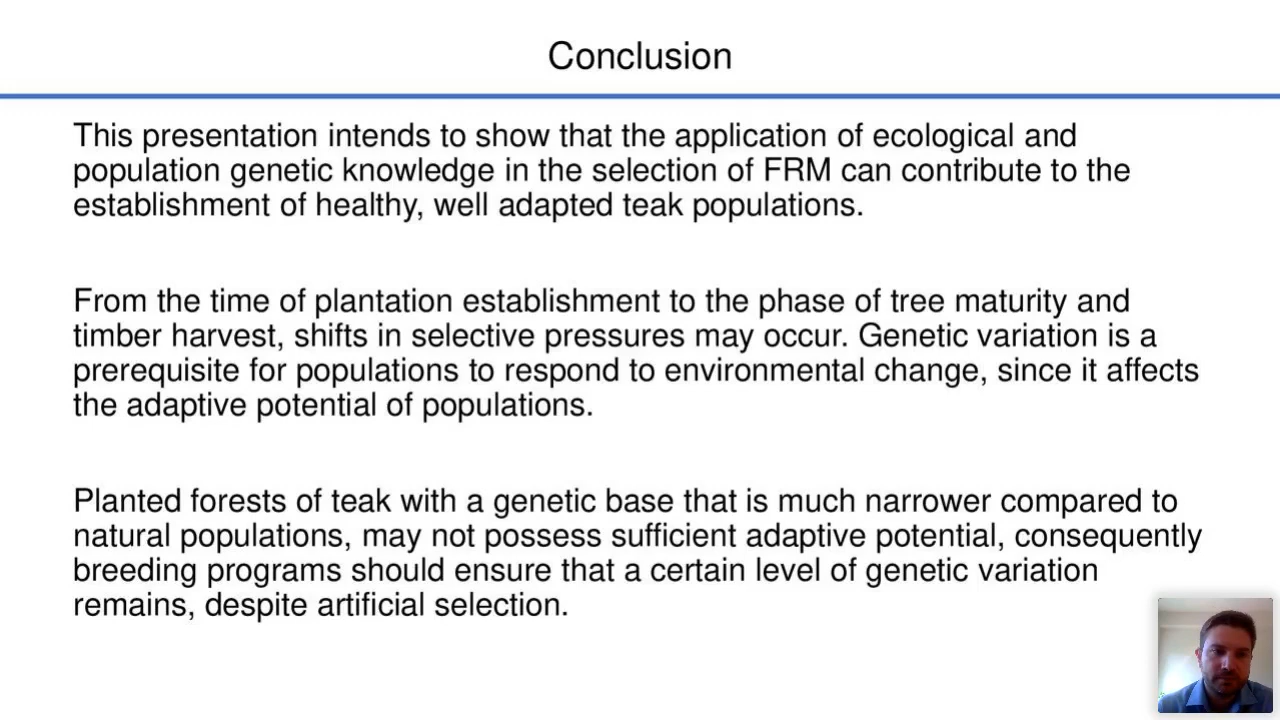 Conclusion
This presentation intends to show that the application of ecological and
population genetic knowledge in the selection of FRM can contribute to the
establishment of healthy, well adapted teak populations.
From the time of plantation establishment to the phase of tree maturity and
timber harvest, shifts in selective pressures may occur. Genetic variation is a
prerequisite for populations to respond to environmental change, since it affects
the adaptive potential of populations.
Planted forests of teak with a genetic base that is much narrower compared to
natural populations, may not possess sufficient adaptive potential, consequently
breeding programs should ensure that a certain level of genetic variation
remains, despite artificial selection.